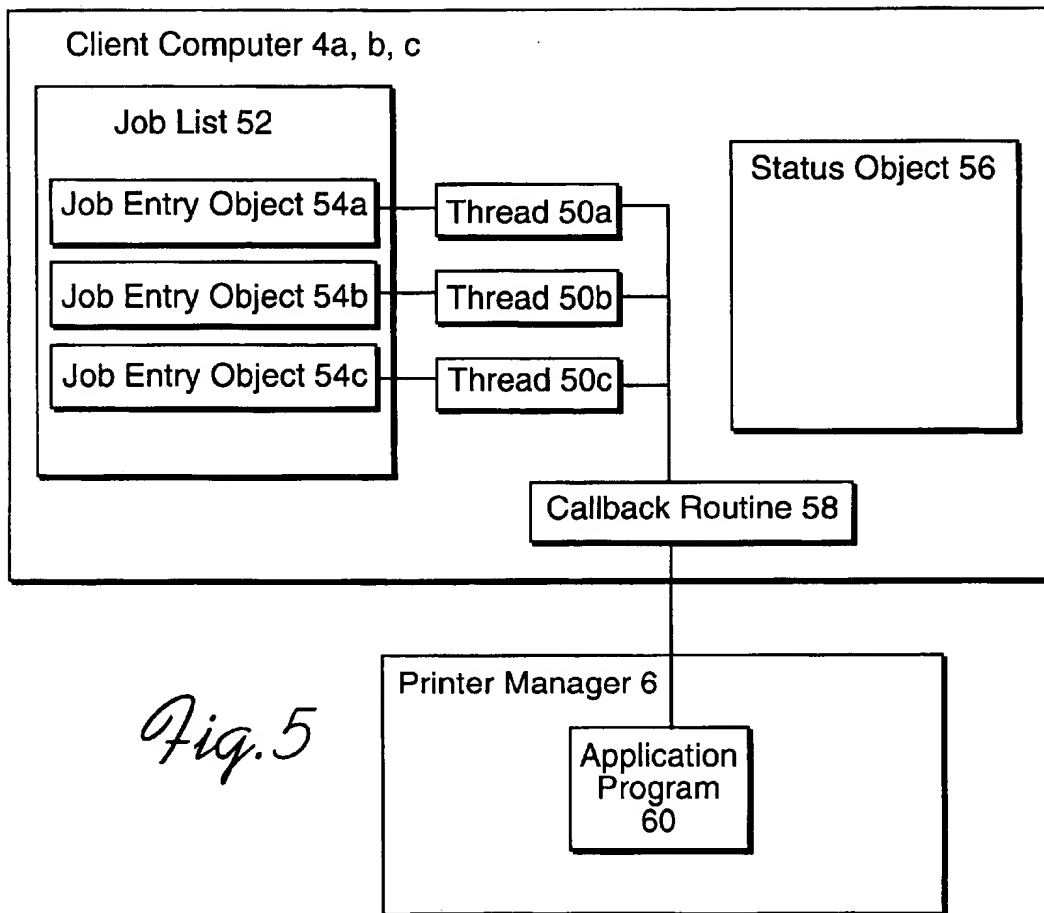 Client Computer 4a, b, c
Job List 52
Status Object 56
Job Entry Object 54a
Thread 50a
Job Entry Object 54b
Thread 50b
Job Entry Object 54c
Thread 50c
Callback Routine 58
Printer Manager 6
Application
Program
60
Fig. 5